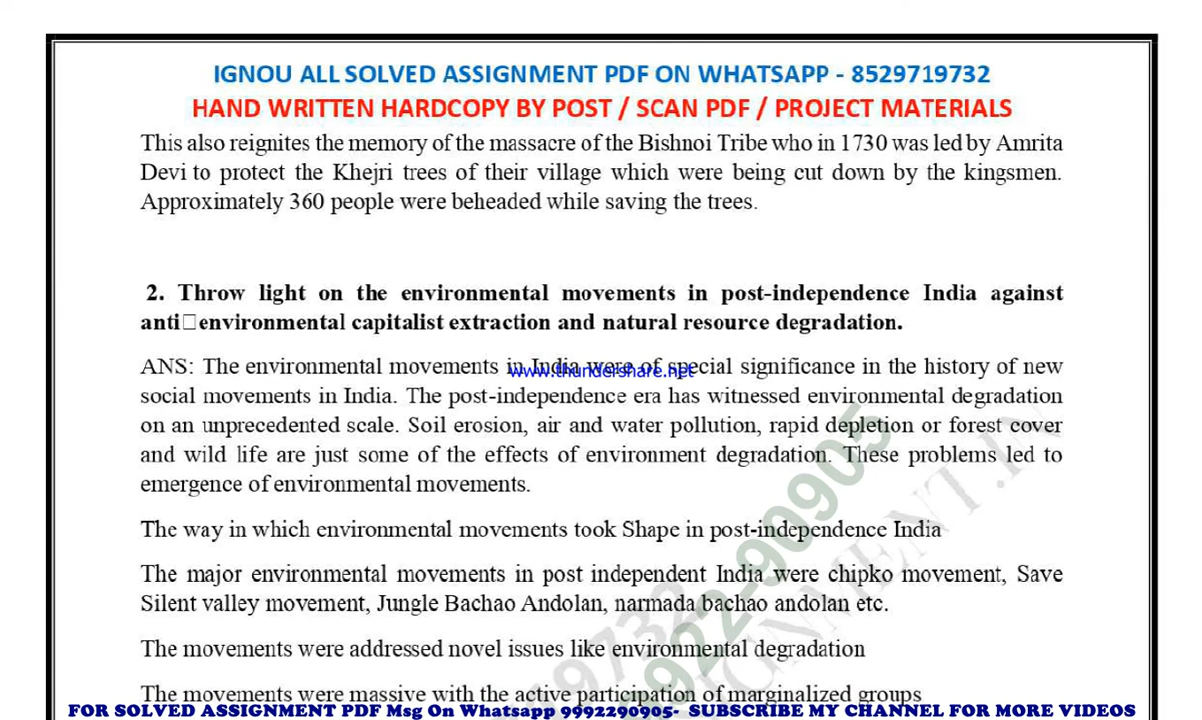 IGNOU ALL SOLVED ASSIGNMENT PDF ON WHATSAPP - 8529719732
HAND WRITTEN HARDCOPY BY POST / SCAN PDF / PROJECT MATERIALS
This also reignites the memory of the massacre of the Bishnoi Tribe who in 1730 was led by Amrita
Devi to protect the Khejri trees of their village which were being cut down by the kingsmen.
Approximately 360 people were beheaded while saving the trees.
2. Throw light on the environmental movements in post-independence India against
anti□environmental capitalist extraction and natural resource degradation.
ANS: The environmental movements in India were of special significance in the history of new
www.thundershare.net
social movements in India. The post-independence era has witnessed environmental degradation
on an unprecedented scale. Soil erosion, air and water pollution, rapid depletion or forest cover
and wild life are just some of the effects of environment degradation. These problems led to
emergence of environmental movements.
The way in which environmental movements took Shape in post-independence India
The major environmental movements in post independent India were chipko movement, Save
Silent valley movement, Jungle Bachao Andolan, narmada bachao andolan etc.
The movements were addressed novel issues like environmental degradation
The movements were massive with the active participation of marginalized groups
FOR SOLVED ASSIGNMENT PDF Msg On Whatsapp 9992290905- SUBSCRIBE MY CHANNEL FOR MORE VIDEOS